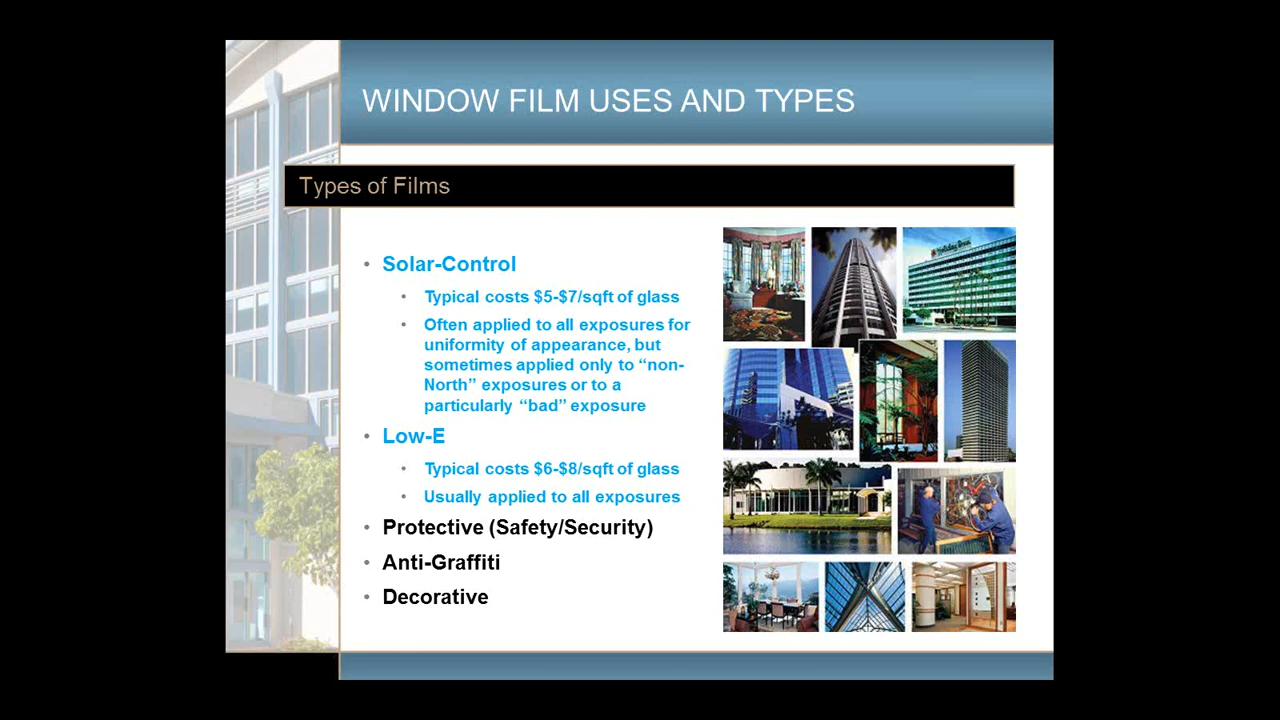 WINDOW FILM USES AND TYPES
Types of Films
• Solar-Control
• Typical costs $5-$7/sqft of glass
• Often applied to all exposures for
uniformity of appearance, but
sometimes applied only to “non-
North” exposures or to a
particularly “bad” exposure
• Low-E
• Typical costs $6-$8/sqft of glass
• Usually applied to all exposures
• Protective (Safety/Security)
• Anti-Graffiti
• Decorative
Holiday Inn